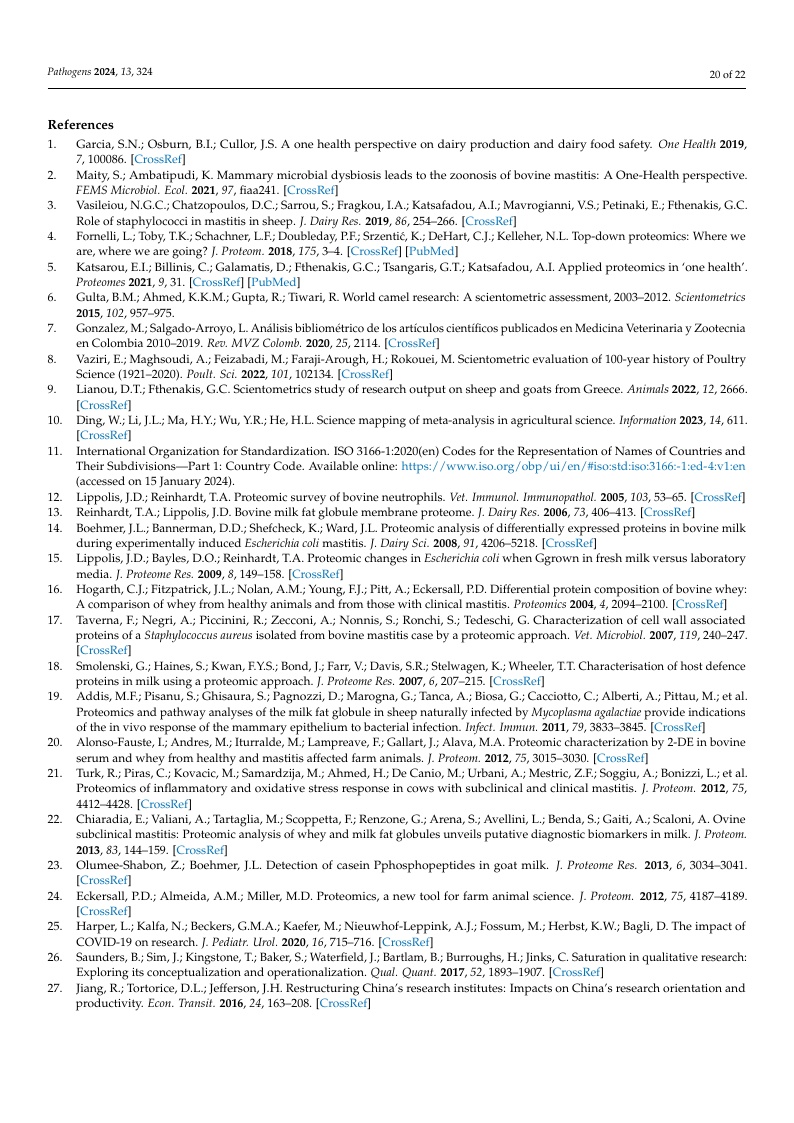 Pathogens 2024, 13, 324
20 of 22
References
1. Garcia, S.N.; Osburn, B.I.; Cullor, J.S. A one health perspective on dairy production and dairy food safety. One Health 2019,
7, 100086. [CrossRef]
2. Maity, S.; Ambatipudi, K. Mammary microbial dysbiosis leads to the zoonosis of bovine mastitis: A One-Health perspective.
FEMS Microbiol. Ecol. 2021, 97, fiaa241. [CrossRef]
3. Vasileiou, N.G.C.; Chatzopoulos, D.C.; Sarrou, S.; Fragkou, I.A.; Katsafadou, A.I.; Mavrogianni, V.S.; Petinaki, E.; Fthenakis, G.C.
Role of staphylococci in mastitis in sheep. J. Dairy Res. 2019, 86, 254–266. [CrossRef]
4. Fornelli, L.; Toby, T.K.; Schachner, L.F.; Doubleday, P.F.; Srzentić, K.; DeHart, C.J.; Kelleher, N.L. Top-down proteomics: Where we
are, where we are going? J. Proteom. 2018, 175, 3–4. [CrossRef] [PubMed]
5. Katsarou, E.I.; Billinis, C.; Galamatis, D.; Fthenakis, G.C.; Tsangaris, G.T.; Katsafadou, A.I. Applied proteomics in ‘one health’.
Proteomes 2021, 9, 31. [CrossRef] [PubMed]
6. Gulta, B.M.; Ahmed, K.K.M.; Gupta, R.; Tiwari, R. World camel research: A scientometric assessment, 2003–2012. Scientometrics
2015, 102, 957–975.
7. Gonzalez, M.; Salgado-Arroyo, L. Análisis bibliométrico de los artículos científicos publicados en Medicina Veterinaria y Zootecnia
en Colombia 2010–2019. Rev. MVZ Colomb. 2020, 25, 2114. [CrossRef]
8. Vaziri, E.; Maghsoudi, A.; Feizabadi, M.; Faraji-Arough, H.; Rokouei, M. Scientometric evaluation of 100-year history of Poultry
Science (1921–2020). Poult. Sci. 2022, 101, 102134. [CrossRef]
9. Lianou, D.T.; Fthenakis, G.C. Scientometrics study of research output on sheep and goats from Greece. Animals 2022, 12, 2666.
[CrossRef]
10. Ding, W.; Li, J.L.; Ma, H.Y.; Wu, Y.R.; He, H.L. Science mapping of meta-analysis in agricultural science. Information 2023, 14, 611.
[CrossRef]
11. International Organization for Standardization. ISO 3166-1:2020(en) Codes for the Representation of Names of Countries and
Their Subdivisions—Part 1: Country Code. Available online: https://www.iso.org/obp/ui/en/#iso:std:iso:3166:-1:ed-4:v1:en
(accessed on 15 January 2024).
12. Lippolis, J.D.; Reinhardt, T.A. Proteomic survey of bovine neutrophils. Vet. Immunol. Immunopathol. 2005, 103, 53–65. [CrossRef]
13. Reinhardt, T.A.; Lippolis, J.D. Bovine milk fat globule membrane proteome. J. Dairy Res. 2006, 73, 406–413. [CrossRef]
14. Boehmer, J.L.; Bannerman, D.D.; Shefcheck, K.; Ward, J.L. Proteomic analysis of differentially expressed proteins in bovine milk
during experimentally induced Escherichia coli mastitis. J. Dairy Sci. 2008, 91, 4206–5218. [CrossRef]
15. Lippolis, J.D.; Bayles, D.O.; Reinhardt, T.A. Proteomic changes in Escherichia coli when Ggrown in fresh milk versus laboratory
media. J. Proteome Res. 2009, 8, 149–158. [CrossRef]
16. Hogarth, C.J.; Fitzpatrick, J.L.; Nolan, A.M.; Young, F.J.; Pitt, A.; Eckersall, P.D. Differential protein composition of bovine whey:
A comparison of whey from healthy animals and from those with clinical mastitis. Proteomics 2004, 4, 2094–2100. [CrossRef]
17. Taverna, F.; Negri, A.; Piccinini, R.; Zecconi, A.; Nonnis, S.; Ronchi, S.; Tedeschi, G. Characterization of cell wall associated
proteins of a Staphylococcus aureus isolated from bovine mastitis case by a proteomic approach. Vet. Microbiol. 2007, 119, 240–247.
[CrossRef]
18. Smolenski, G.; Haines, S.; Kwan, F.Y.S.; Bond, J.; Farr, V.; Davis, S.R.; Stelwagen, K.; Wheeler, T.T. Characterisation of host defence
proteins in milk using a proteomic approach. J. Proteome Res. 2007, 6, 207–215. [CrossRef]
19. Addis, M.F.; Pisanu, S.; Ghisaura, S.; Pagnozzi, D.; Marogna, G.; Tanca, A.; Biosa, G.; Cacciotto, C.; Alberti, A.; Pittau, M.; et al.
Proteomics and pathway analyses of the milk fat globule in sheep naturally infected by Mycoplasma agalactiae provide indications
of the in vivo response of the mammary epithelium to bacterial infection. Infect. Immun. 2011, 79, 3833–3845. [CrossRef]
20. Alonso-Fauste, I.; Andres, M.; Iturralde, M.; Lampreave, F.; Gallart, J.; Alava, M.A. Proteomic characterization by 2-DE in bovine
serum and whey from healthy and mastitis affected farm animals. J. Proteom. 2012, 75, 3015–3030. [CrossRef]
21. Turk, R.; Piras, C.; Kovacic, M.; Samardzija, M.; Ahmed, H.; De Canio, M.; Urbani, A.; Mestric, Z.F.; Soggiu, A.; Bonizzi, L.; et al.
Proteomics of inflammatory and oxidative stress response in cows with subclinical and clinical mastitis. J. Proteom. 2012, 75,
4412–4428. [CrossRef]
22. Chiaradia, E.; Valiani, A.; Tartaglia, M.; Scoppetta, F.; Renzone, G.; Arena, S.; Avellini, L.; Benda, S.; Gaiti, A.; Scaloni, A. Ovine
subclinical mastitis: Proteomic analysis of whey and milk fat globules unveils putative diagnostic biomarkers in milk. J. Proteom.
2013, 83, 144–159. [CrossRef]
23. Olumee-Shabon, Z.; Boehmer, J.L. Detection of casein Pphosphopeptides in goat milk. J. Proteome Res. 2013, 6, 3034–3041.
[CrossRef]
24. Eckersall, P.D.; Almeida, A.M.; Miller, M.D. Proteomics, a new tool for farm animal science. J. Proteom. 2012, 75, 4187–4189.
[CrossRef]
25. Harper, L.; Kalfa, N.; Beckers, G.M.A.; Kaefer, M.; Nieuwhof-Leppink, A.J.; Fossum, M.; Herbst, K.W.; Bagli, D. The impact of
COVID-19 on research. J. Pediatr. Urol. 2020, 16, 715–716. [CrossRef]
26. Saunders, B.; Sim, J.; Kingstone, T.; Baker, S.; Waterfield, J.; Bartlam, B.; Burroughs, H.; Jinks, C. Saturation in qualitative research:
Exploring its conceptualization and operationalization. Qual. Quant. 2017, 52, 1893–1907. [CrossRef]
27. Jiang, R.; Tortorice, D.L.; Jefferson, J.H. Restructuring China’s research institutes: Impacts on China’s research orientation and
productivity. Econ. Transit. 2016, 24, 163–208. [CrossRef]